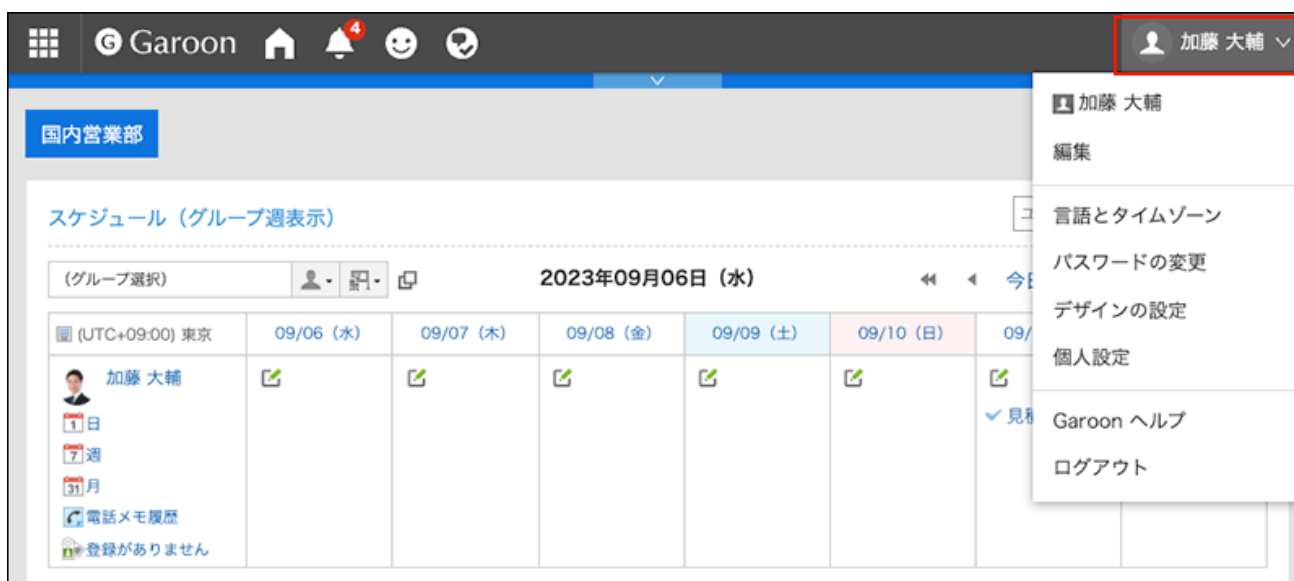 G Garoon
4
加藤 大輔
加藤 大輔
編集
言語とタイムゾーン
パスワードの変更
デザインの設定
個人設定
Garoon ヘルプ
ログアウト
国内営業部
スケジュール（グループ週表示）
(グループ選択)
2023年09月06日（水）
(UTC+09:00) 東京
09/06（水）
09/07（木）
09/08（金）
09/09（土）
09/10（日）
09/
加藤 大輔
1 日
7 週
31 月
電話メモ履歴
登録がありません